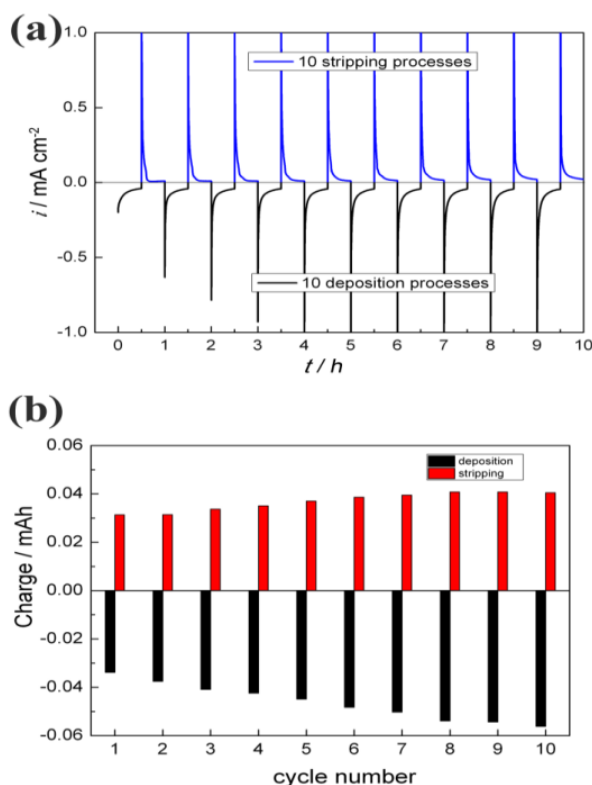 (a)
1.0
0.5
0.0
-0.5
-1.0
i / mA cm⁻²
10 stripping processes
10 deposition processes
0 1 2 3 4 5 6 7 8 9 10
t / h
(b)
0.06
0.04
0.02
0.00
-0.02
-0.04
-0.06
Charge / mAh
deposition
stripping
1 2 3 4 5 6 7 8 9 10
cycle number